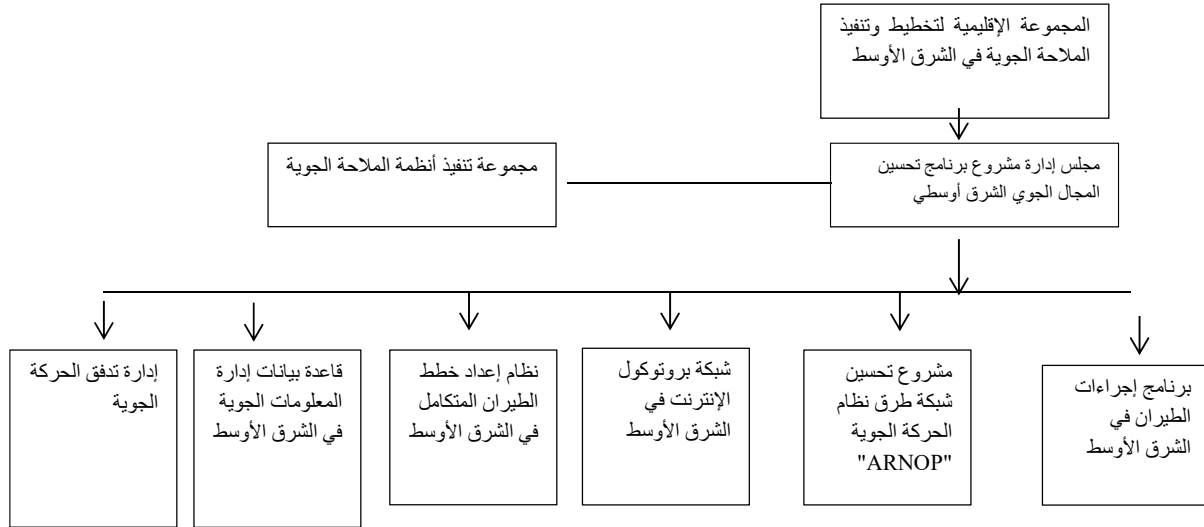 المجموعة الإقليمية لتخطيط وتنفيذ
الملاحة الجوية في الشرق الأوسط
مجلس إدارة مشروع برنامج تحسين
المجال الجوي الشرق أوسطي
مجموعة تنفيذ أنظمة الملاحة الجوية
برنامج إجراءات
الطيران في
الشرق الأوسط
مشروع تحسين
شبكة طرق نظام
الحركة الجوية
"ARNOP"
شبكة بروتوكول
الإنترنت في
الشرق الأوسط
نظام إعداد خطط
الطيران المتكامل
في الشرق الأوسط
قاعدة بيانات إدارة
المعلومات الجوية
في الشرق الأوسط
إدارة تدفق الحركة
الجوية